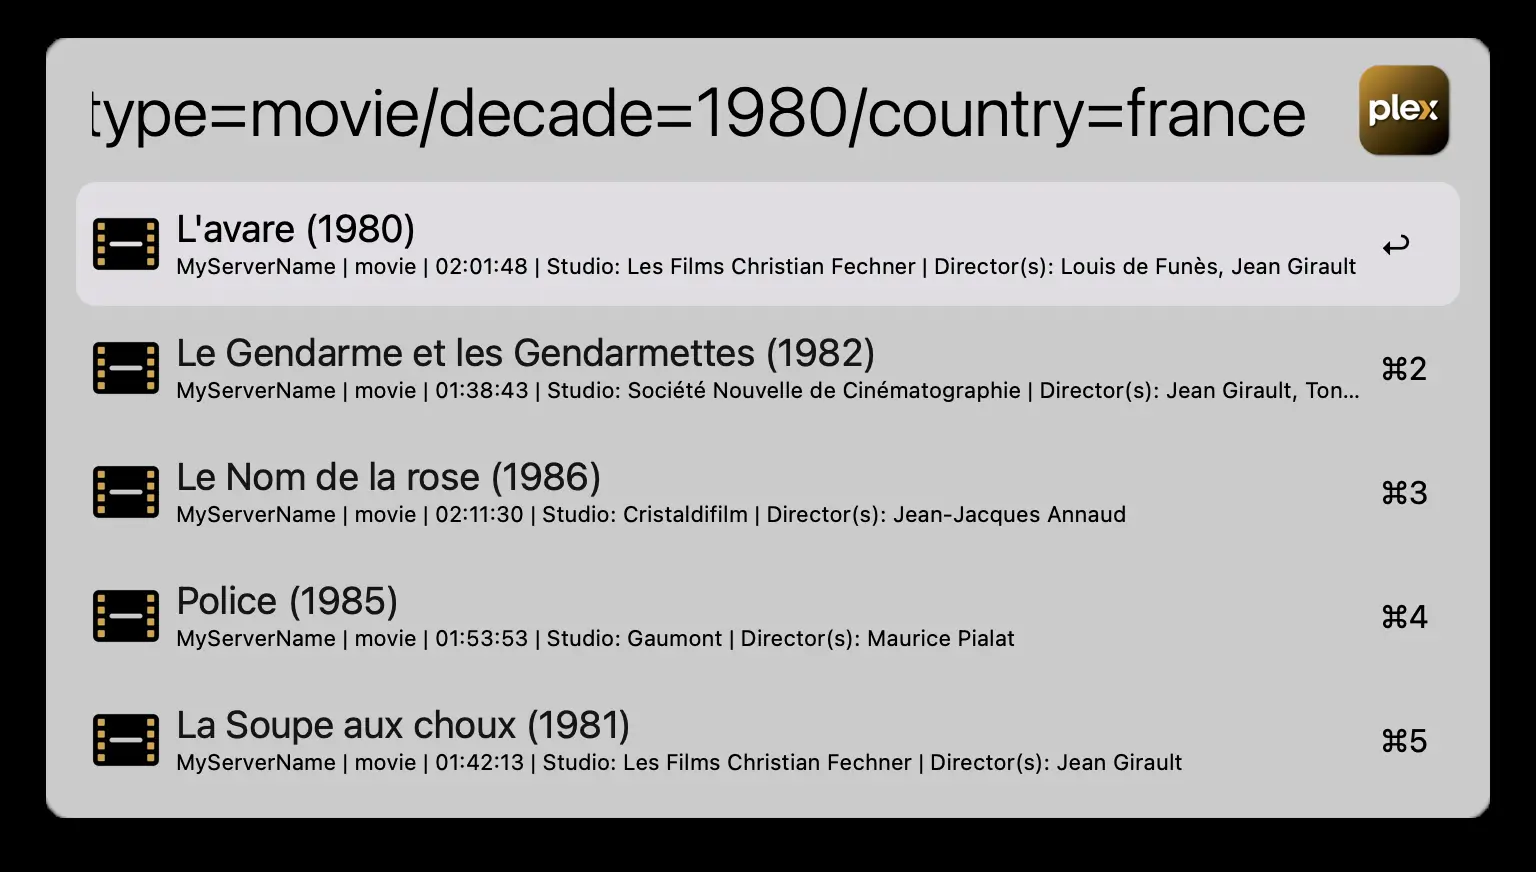 type=movie/decade=1980/country=france
plex
L'avare (1980)
MyServerName | movie | 02:01:48 | Studio: Les Films Christian Fechner | Director(s): Louis de Funès, Jean Girault
Le Gendarme et les Gendarmettes (1982)
MyServerName | movie | 01:38:43 | Studio: Société Nouvelle de Cinématographie | Director(s): Jean Girault, Ton...
⌘2
Le Nom de la rose (1986)
MyServerName | movie | 02:11:30 | Studio: Cristaldifilm | Director(s): Jean-Jacques Annaud
⌘3
Police (1985)
MyServerName | movie | 01:53:53 | Studio: Gaumont | Director(s): Maurice Pialat
⌘4
La Soupe aux choux (1981)
MyServerName | movie | 01:42:13 | Studio: Les Films Christian Fechner | Director(s): Jean Girault
⌘5